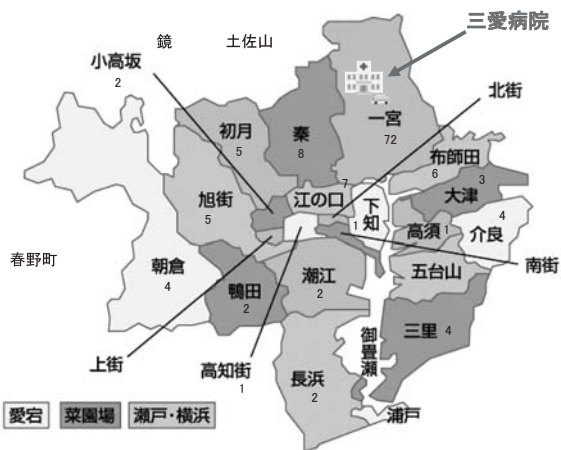 三愛病院
鏡
土佐山
小高坂
2
北街
初月
5
秦
8
一宮
72
布師田
6
旭街
5
江の口
7
下知
1
大津
3
高須
1
介良
4
春野町
朝倉
4
鴨田
2
潮江
2
五台山
南街
上街
高知街
1
長浜
2
御畳瀬
三里
4
浦戸
愛宕
菜園場
瀬戸・横浜